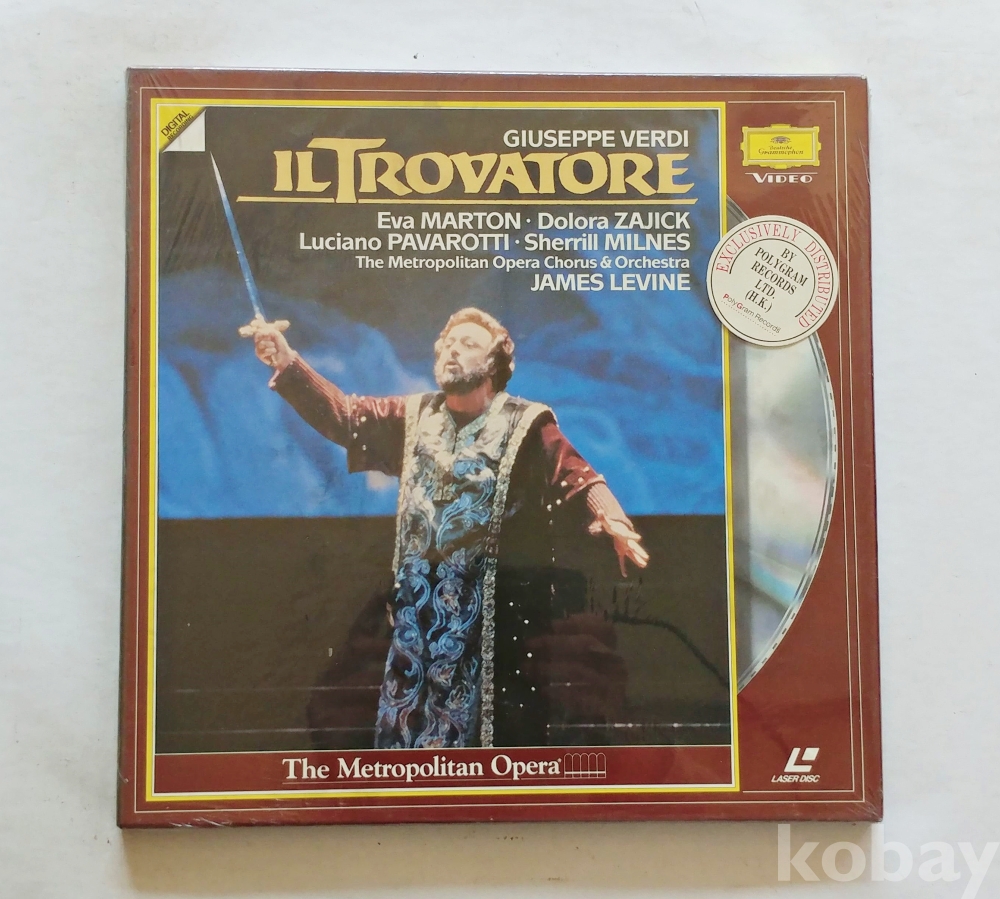 DIGITAL
RECORDING
GIUSEPPE VERDI
IL TROVATORE
Eva MARTON · Dolora ZAJICK
Luciano PAVAROTTI · Sherrill MILNES
The Metropolitan Opera Chorus & Orchestra
JAMES LEVINE
Deutsche
Grammophon
VIDEO
EXCLUSIVELY DISTRIBUTED
BY
POLYGRAM
RECORDS
LTD.
(H.K.)
PolyGram Records
The Metropolitan Opera
LASER DISC
kobay